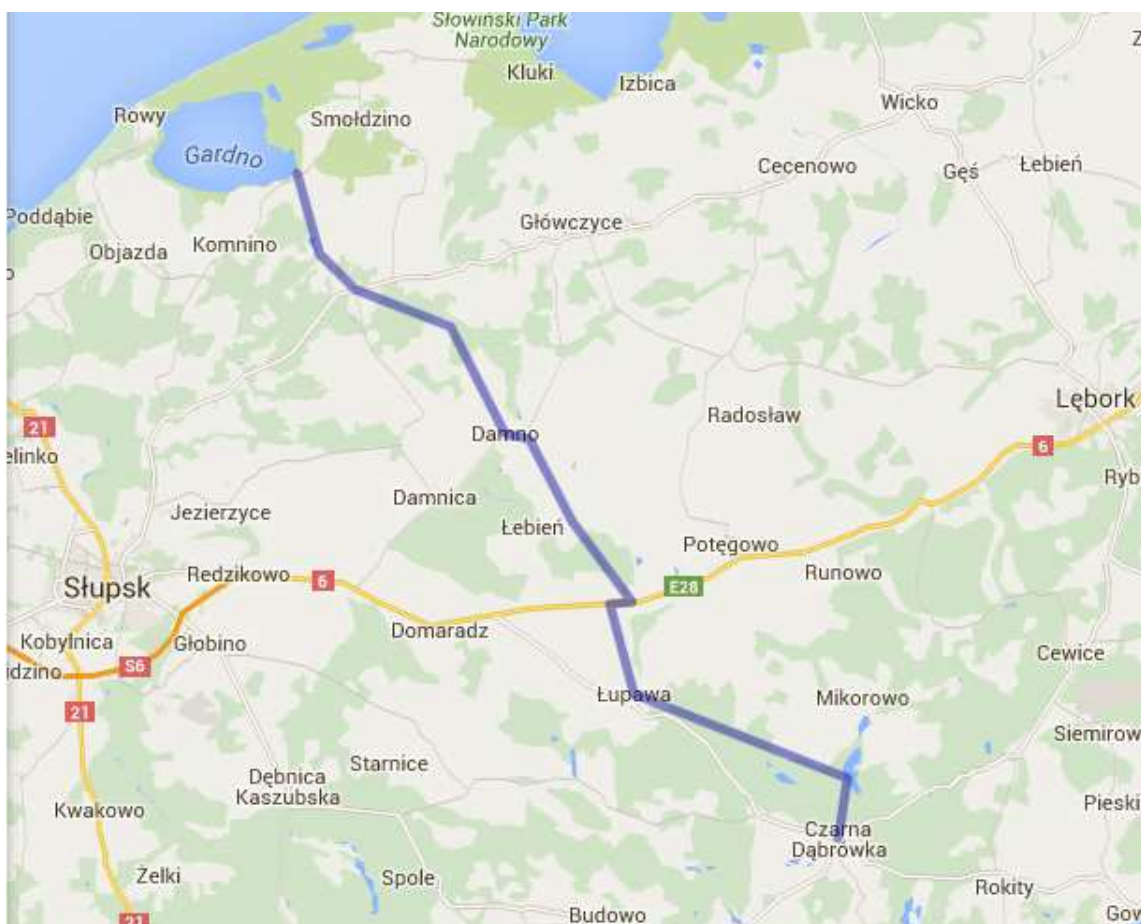 Słowiński Park
Narodowy
Z
Kluki
Izbica
Rowy
Smołdzino
Wicko
Gardno
Cecenowo
Gęś
Łebień
Poddąbie
Główczyce
Objazda
Komnino
o
Lębork
Radosław
21
Damno
6
elinko
Ryb
Damnica
Jezierzyce
Łebień
Potęgowo
Runowo
Redzikowo
6
E28
Słupsk
Domaradz
Kobylnica
Głobino
Cewice
idzino
S6
Łupawa
Mikorowo
21
Siemirow
Starnice
Dębnica
Kaszubska
Kwakowo
Pieski
Czarna
Dąbrówka
Żelki
Spole
Rokity
Budowo
Gow
21